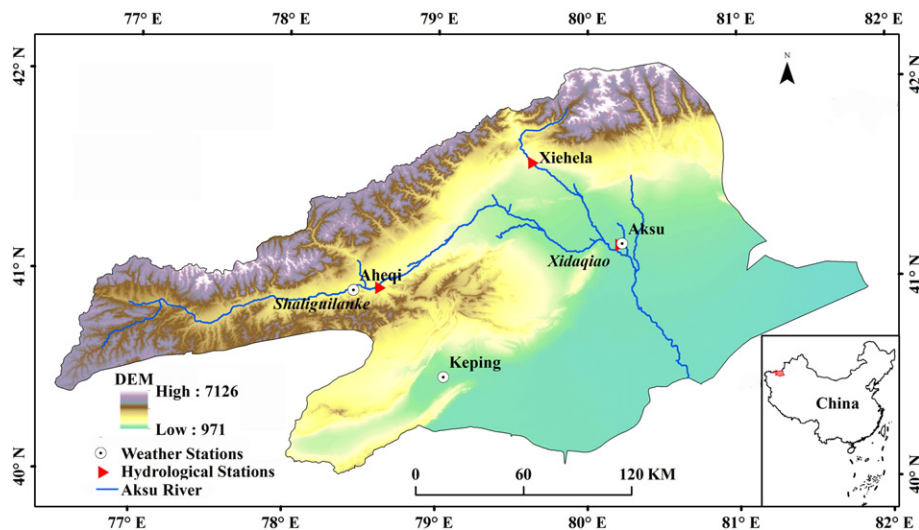 77° E 78° E 79° E 80° E 81° E 82° E
42° N 42° N
N
Xiehela
Aksu
Xidaqiao
41° N 41° N
Aheqi
Shaliguilanke
Keping
DEM
High : 7126
Low : 971
China
Weather Stations
Hydrological Stations
Aksu River
0 60 120 KM
40° N 40° N
77° E 78° E 79° E 80° E 81° E 82° E